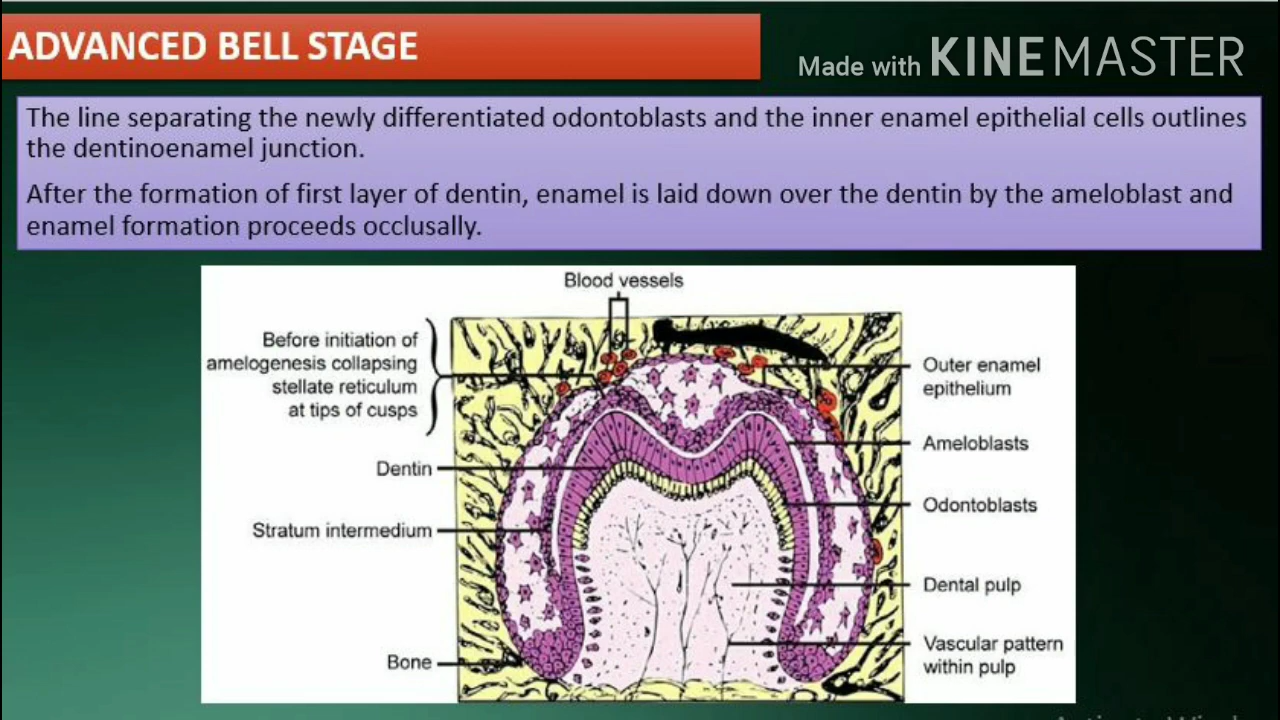 ADVANCED BELL STAGE
Made with KINEMASTER
The line separating the newly differentiated odontoblasts and the inner enamel epithelial cells outlines
the dentinoenamel junction.
After the formation of first layer of dentin, enamel is laid down over the dentin by the ameloblast and
enamel formation proceeds occlusally.
Blood vessels
Before initiation of
amelogenesis collapsing
stellate reticulum
at tips of cusps
Dentin
Stratum intermedium
Bone
Outer enamel
epithelium
Ameloblasts
Odontoblasts
Dental pulp
Vascular pattern
within pulp